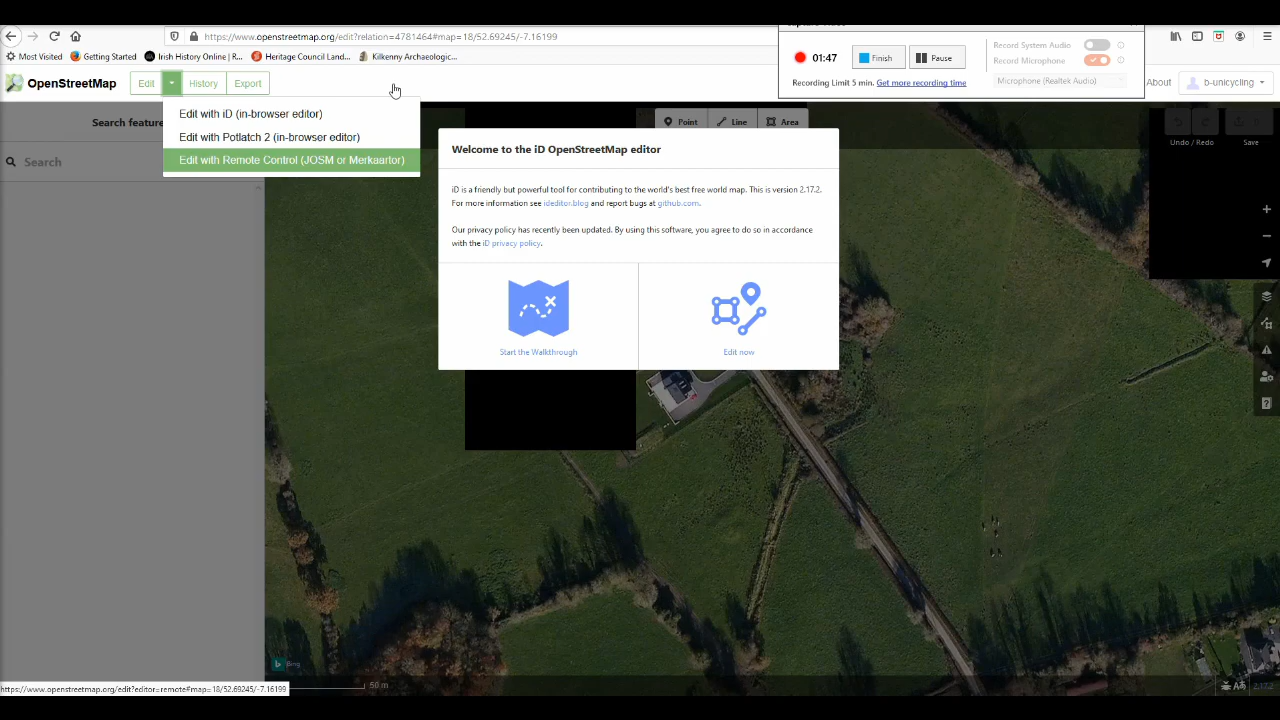 www.openstreetmap.org/edit?relation=4781464#map=18/52.69245/-7.16199
Most Visited Getting Started Irish History Online | R... Heritage Council Land... Kilkenny Archaeologic...
01:47 Finish Pause
Record System Audio
Record Microphone
Recording Limit 5 min. Get more recording time
Microphone (Realtek Audio)
OpenStreetMap Edit History Export About b-unicycling
Edit with iD (in-browser editor)
Edit with Potlatch 2 (in-browser editor)
Edit with Remote Control (JOSM or Merkaartor)
Search
Point Line Area
Undo / Redo Save
Welcome to the iD OpenStreetMap editor
iD is a friendly but powerful tool for contributing to the world's best free world map. This is version 2.17.2.
For more information see ideditor.blog and report bugs at github.com.
Our privacy policy has recently been updated. By using this software, you agree to do so in accordance
with the iD privacy policy.
Start the Walkthrough Edit now
Bing
50 m
https://www.openstreetmap.org/edit?editor=remote#map=18/52.69245/-7.16199
2.17.2